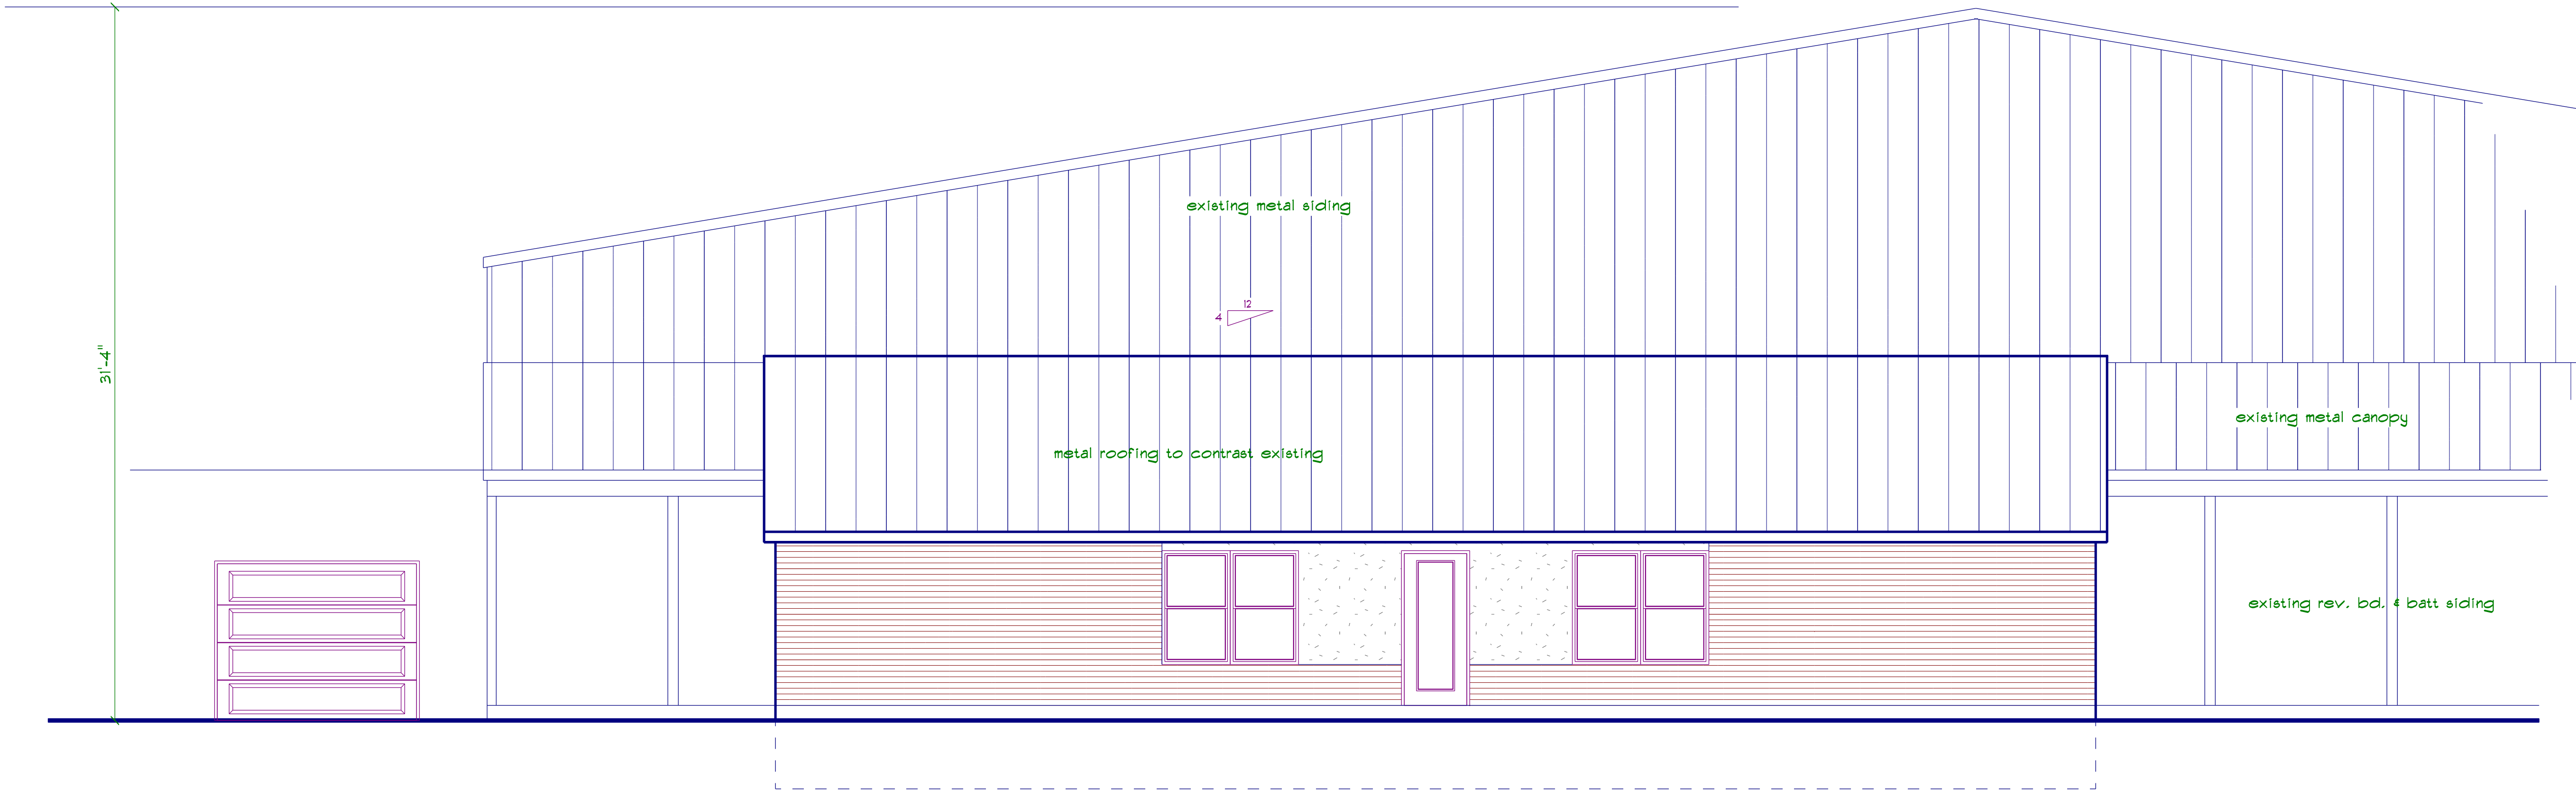 existing metal siding
12
4
31'-4"
existing metal canopy
metal roofing to contrast existing
existing rev. bd. & batt siding